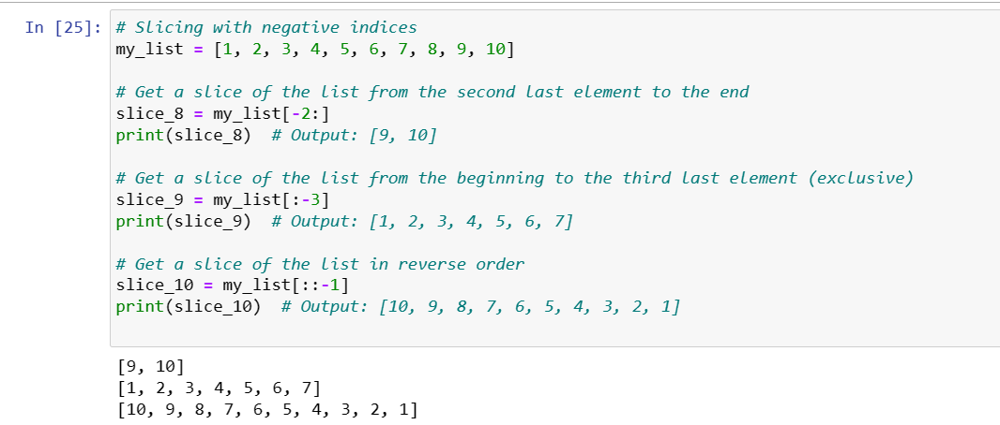 In [25]: # Slicing with negative indices
my_list = [1, 2, 3, 4, 5, 6, 7, 8, 9, 10]
# Get a slice of the list from the second last element to the end
slice_8 = my_list[-2:]
print(slice_8)  # Output: [9, 10]
# Get a slice of the list from the beginning to the third last element (exclusive)
slice_9 = my_list[:-3]
print(slice_9)  # Output: [1, 2, 3, 4, 5, 6, 7]
# Get a slice of the list in reverse order
slice_10 = my_list[::-1]
print(slice_10)  # Output: [10, 9, 8, 7, 6, 5, 4, 3, 2, 1]
[9, 10]
[1, 2, 3, 4, 5, 6, 7]
[10, 9, 8, 7, 6, 5, 4, 3, 2, 1]